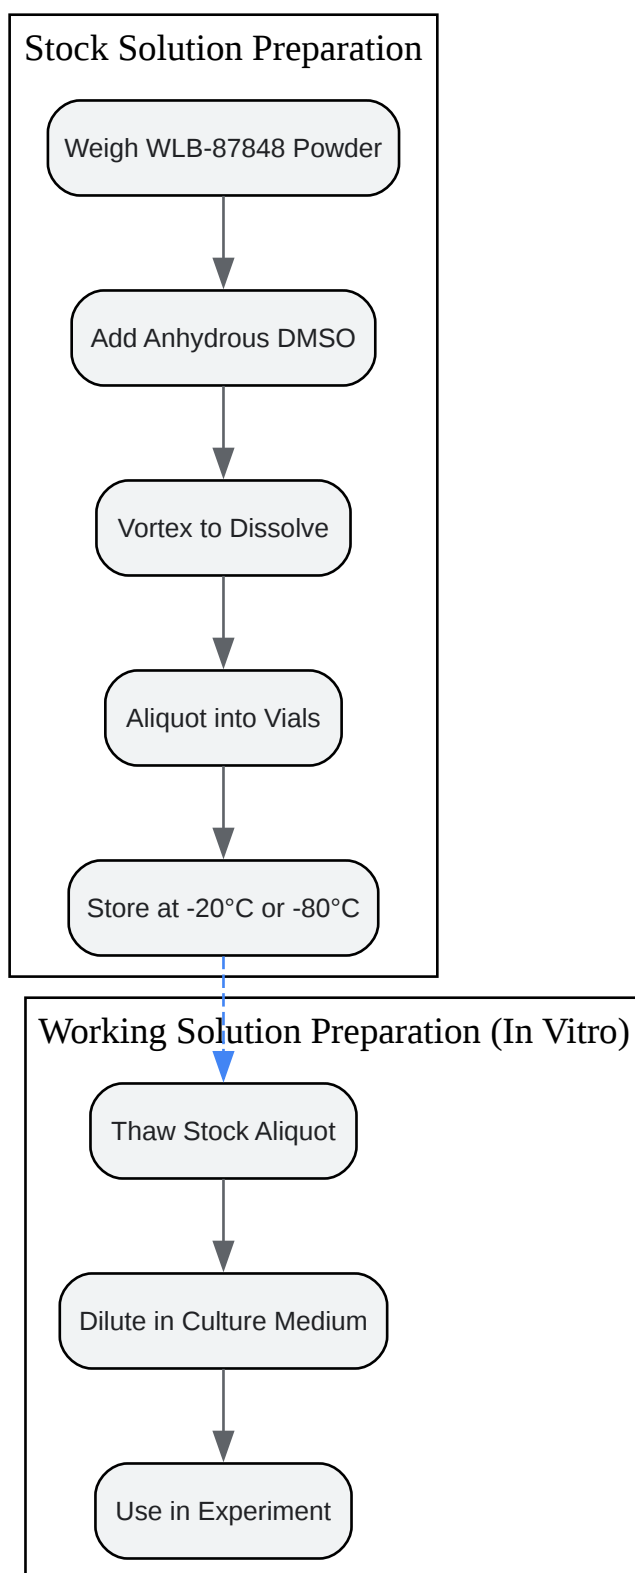 Stock Solution Preparation
Weigh WLB-87848 Powder
Add Anhydrous DMSO
Vortex to Dissolve
Aliquot into Vials
Store at -20°C or -80°C
Working Solution Preparation (In Vitro)
Thaw Stock Aliquot
Dilute in Culture Medium
Use in Experiment